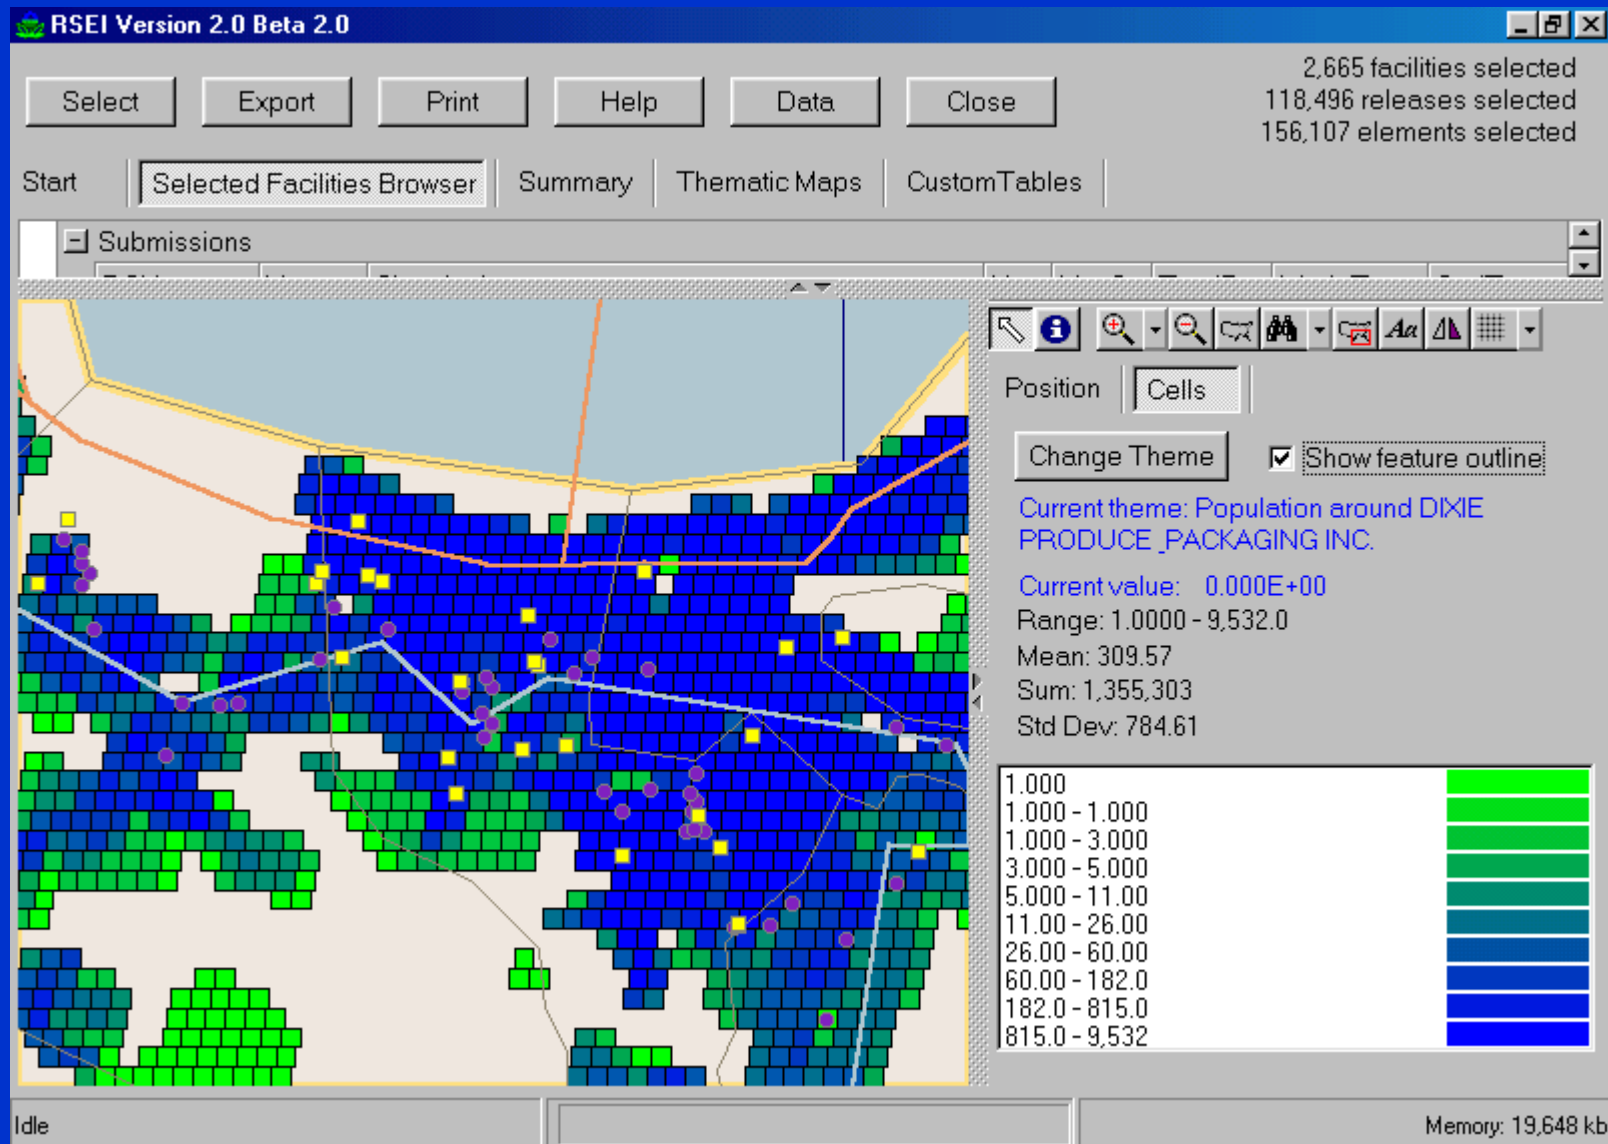 RSEI Version 2.0 Beta 2.0
2,665 facilities selected
Select Export Print Help Data Close
118,496 releases selected
156,107 elements selected
Start Selected Facilities Browser Summary Thematic Maps CustomTables
Submissions
Position Cells
Change Theme Show feature outline
Current theme: Population around DIXIE
PRODUCE_PACKAGING INC.
Current value: 0.000E+00
Range: 1.0000 - 9,532.0
Mean: 309.57
Sum: 1,355,303
Std Dev: 784.61
1.000
1.000 - 1.000
1.000 - 3.000
3.000 - 5.000
5.000 - 11.00
11.00 - 26.00
26.00 - 60.00
60.00 - 182.0
182.0 - 815.0
815.0 - 9,532
Idle
Memory: 19,648 kb